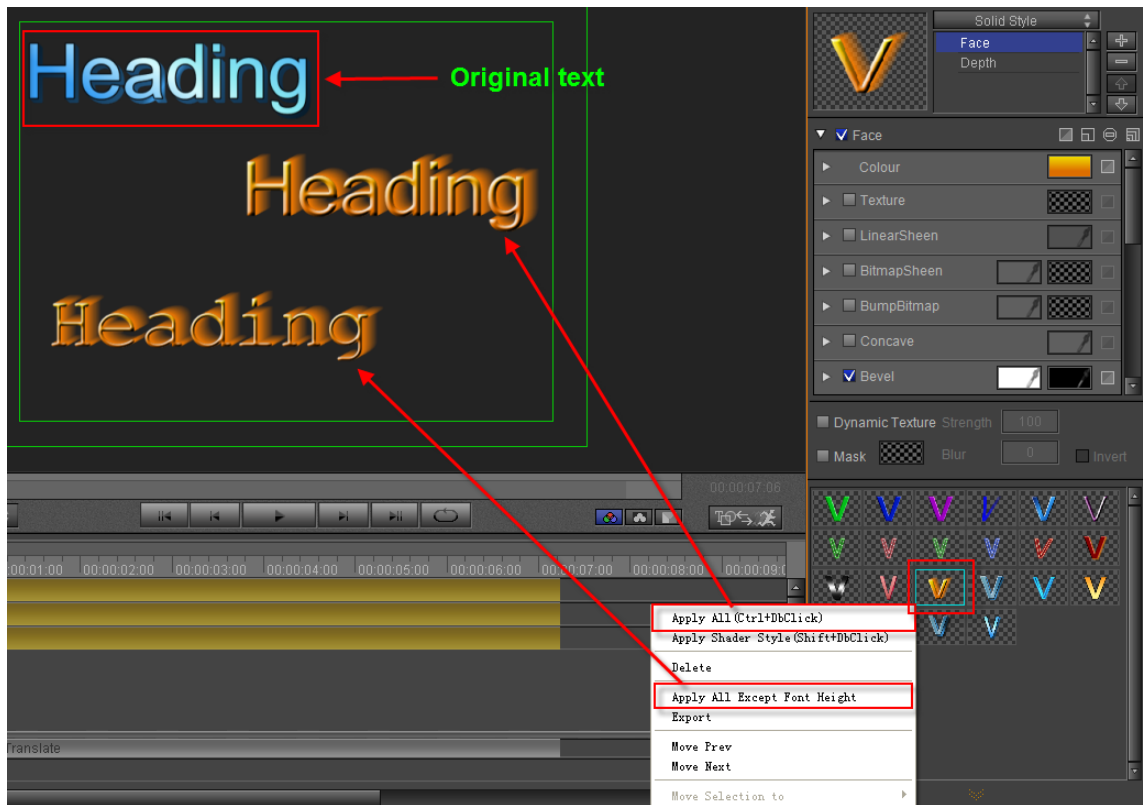 Heading
Original text
Heading
Heading
Solid Style
Face
Depth
Face
Colour
Texture
LinearSheen
BitmapSheen
BumpBitmap
Concave
Bevel
Dynamic Texture Strength 100
Mask Blur 0 Invert
00:00:07.06
:00:01:00 00:00:02:00 00:00:03:00 00:00:04:00 00:00:05:00 00:00:06:00 00:00:07:00 00:00:08:00 00:00:09:0
Apply All(Ctrl+DbClick)
Apply Shader Style(Shift+DbClick)
Delete
Apply All Except Font Height
Export
Move Prev
Move Next
Move Selection to
Translate